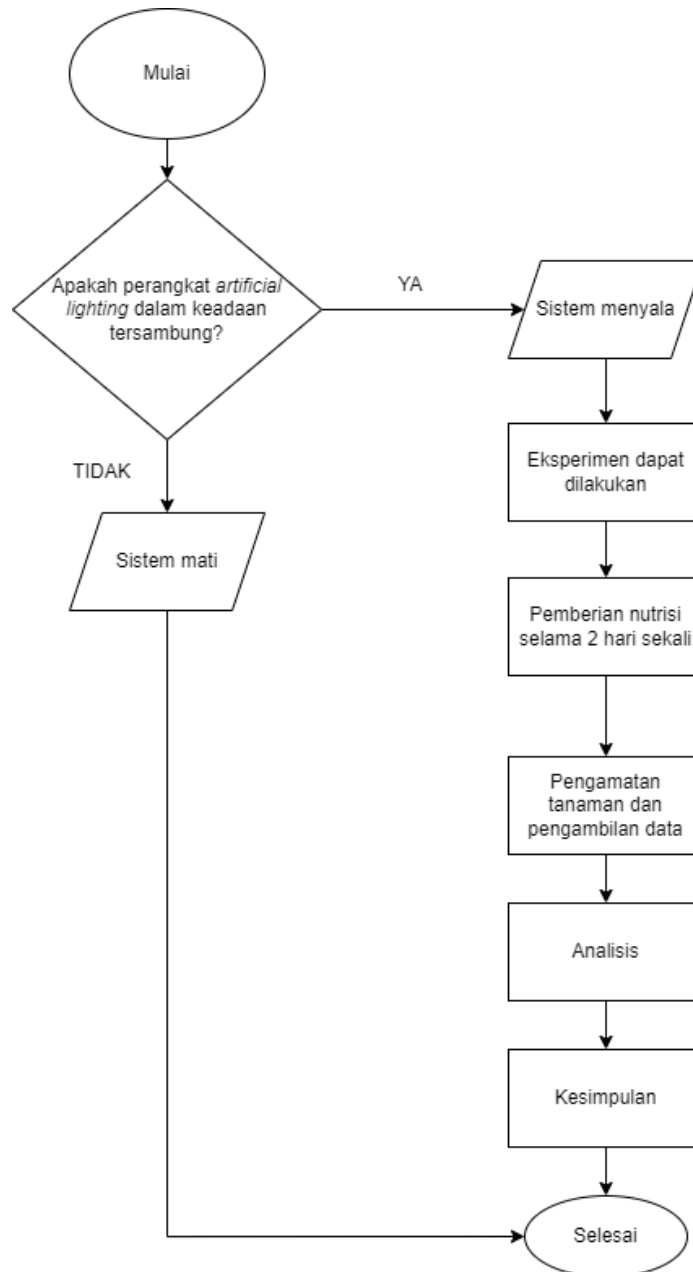 Mulai
Apakah perangkat artificial
lighting dalam keadaan
tersambung?
YA
Sistem menyala
Eksperimen dapat
dilakukan
TIDAK
Sistem mati
Pemberian nutrisi
selama 2 hari sekali
Pengamatan
tanaman dan
pengambilan data
Analisis
Kesimpulan
Selesai